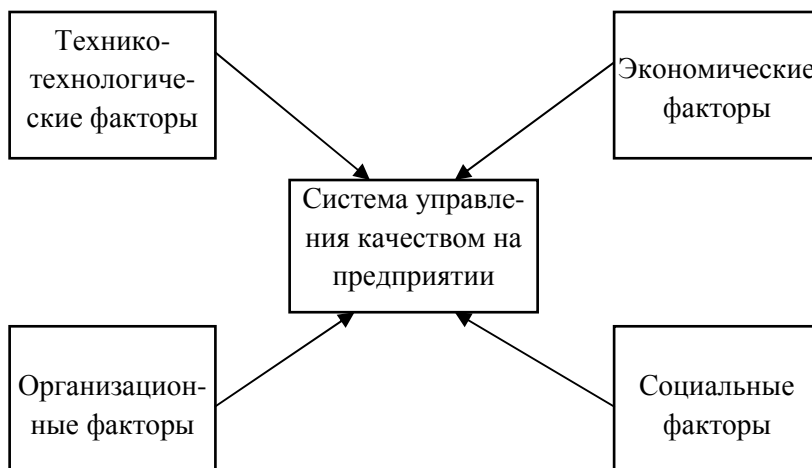 Технико-
технологиче-
ские факторы
Экономические
факторы
Система управле-
ния качеством на
предприятии
Организацион-
ные факторы
Социальные
факторы